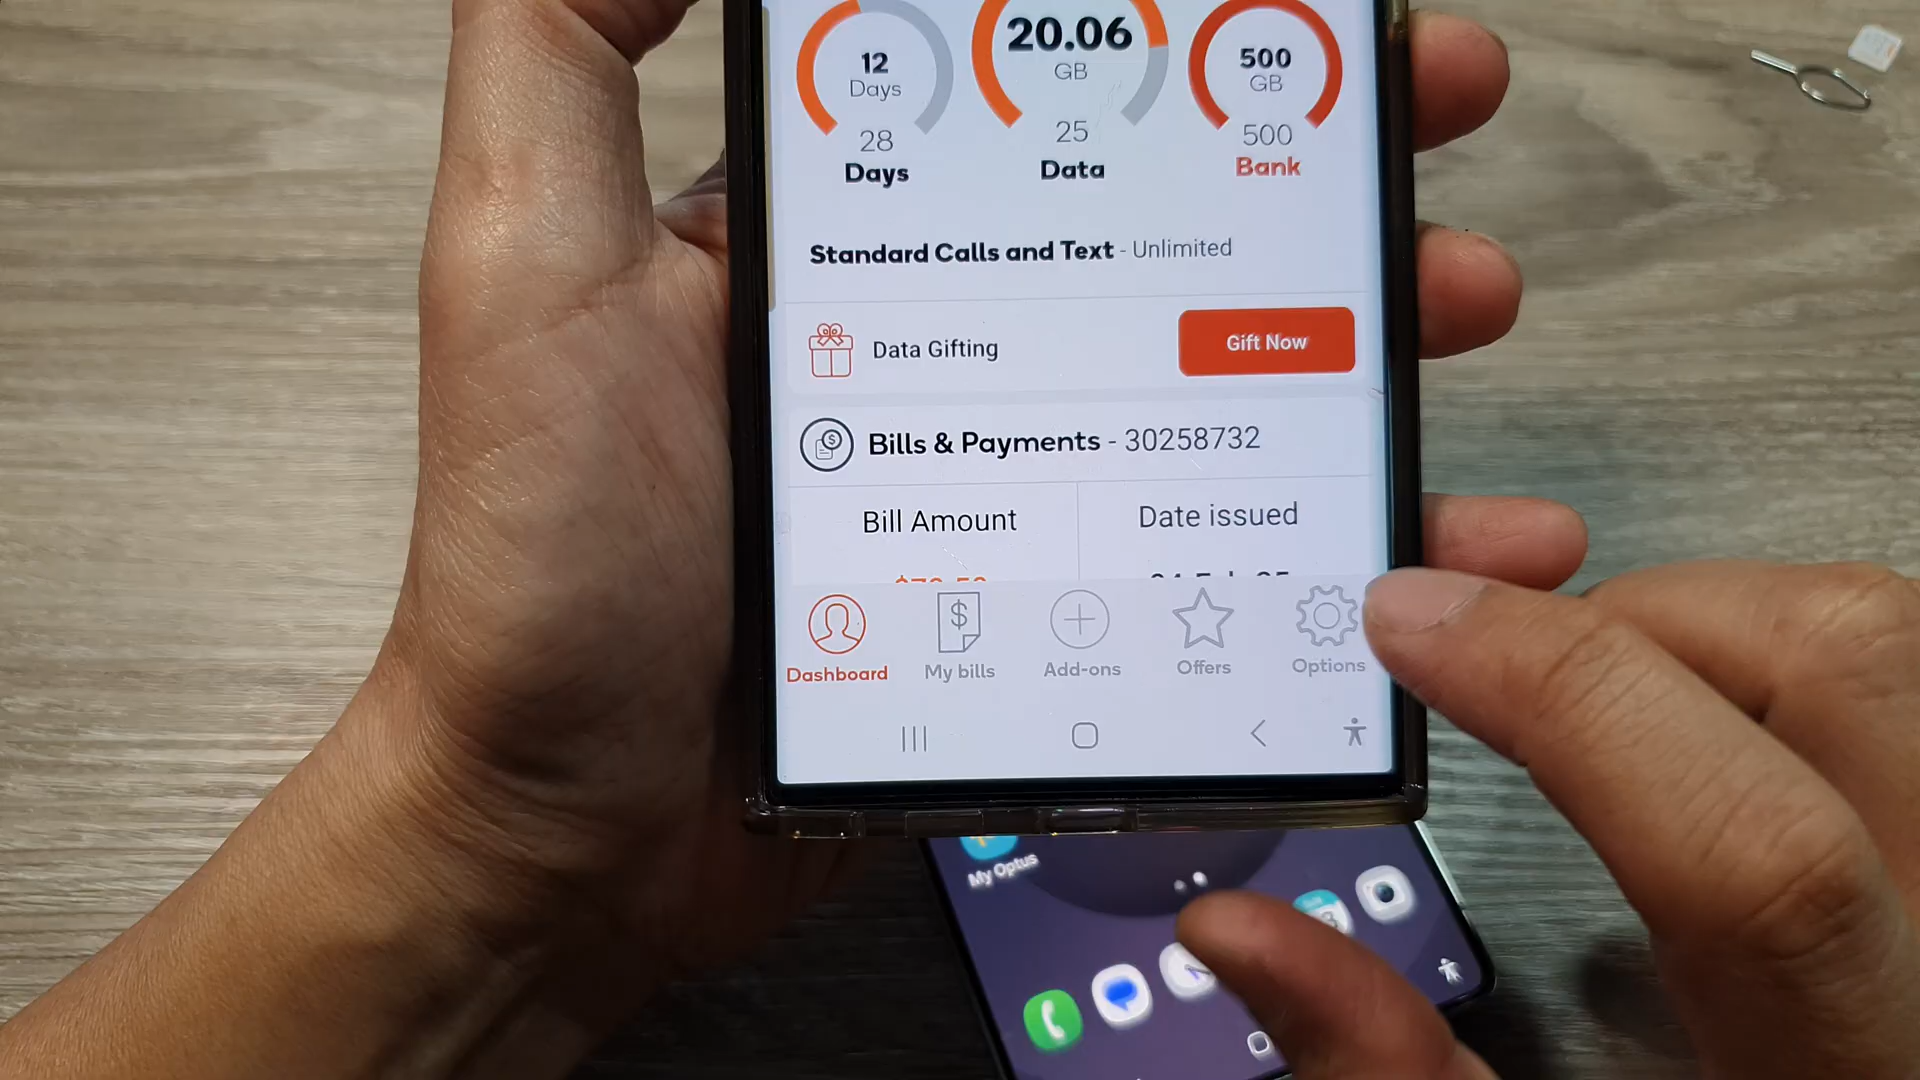 12
Days
28
Days
20.06
GB
25
Data
500
GB
500
Bank
Standard Calls and Text - Unlimited
Data Gifting
Gift Now
Bills & Payments - 30258732
Bill Amount
Date issued
Dashboard
My bills
Add-ons
Offers
Options
My Optus